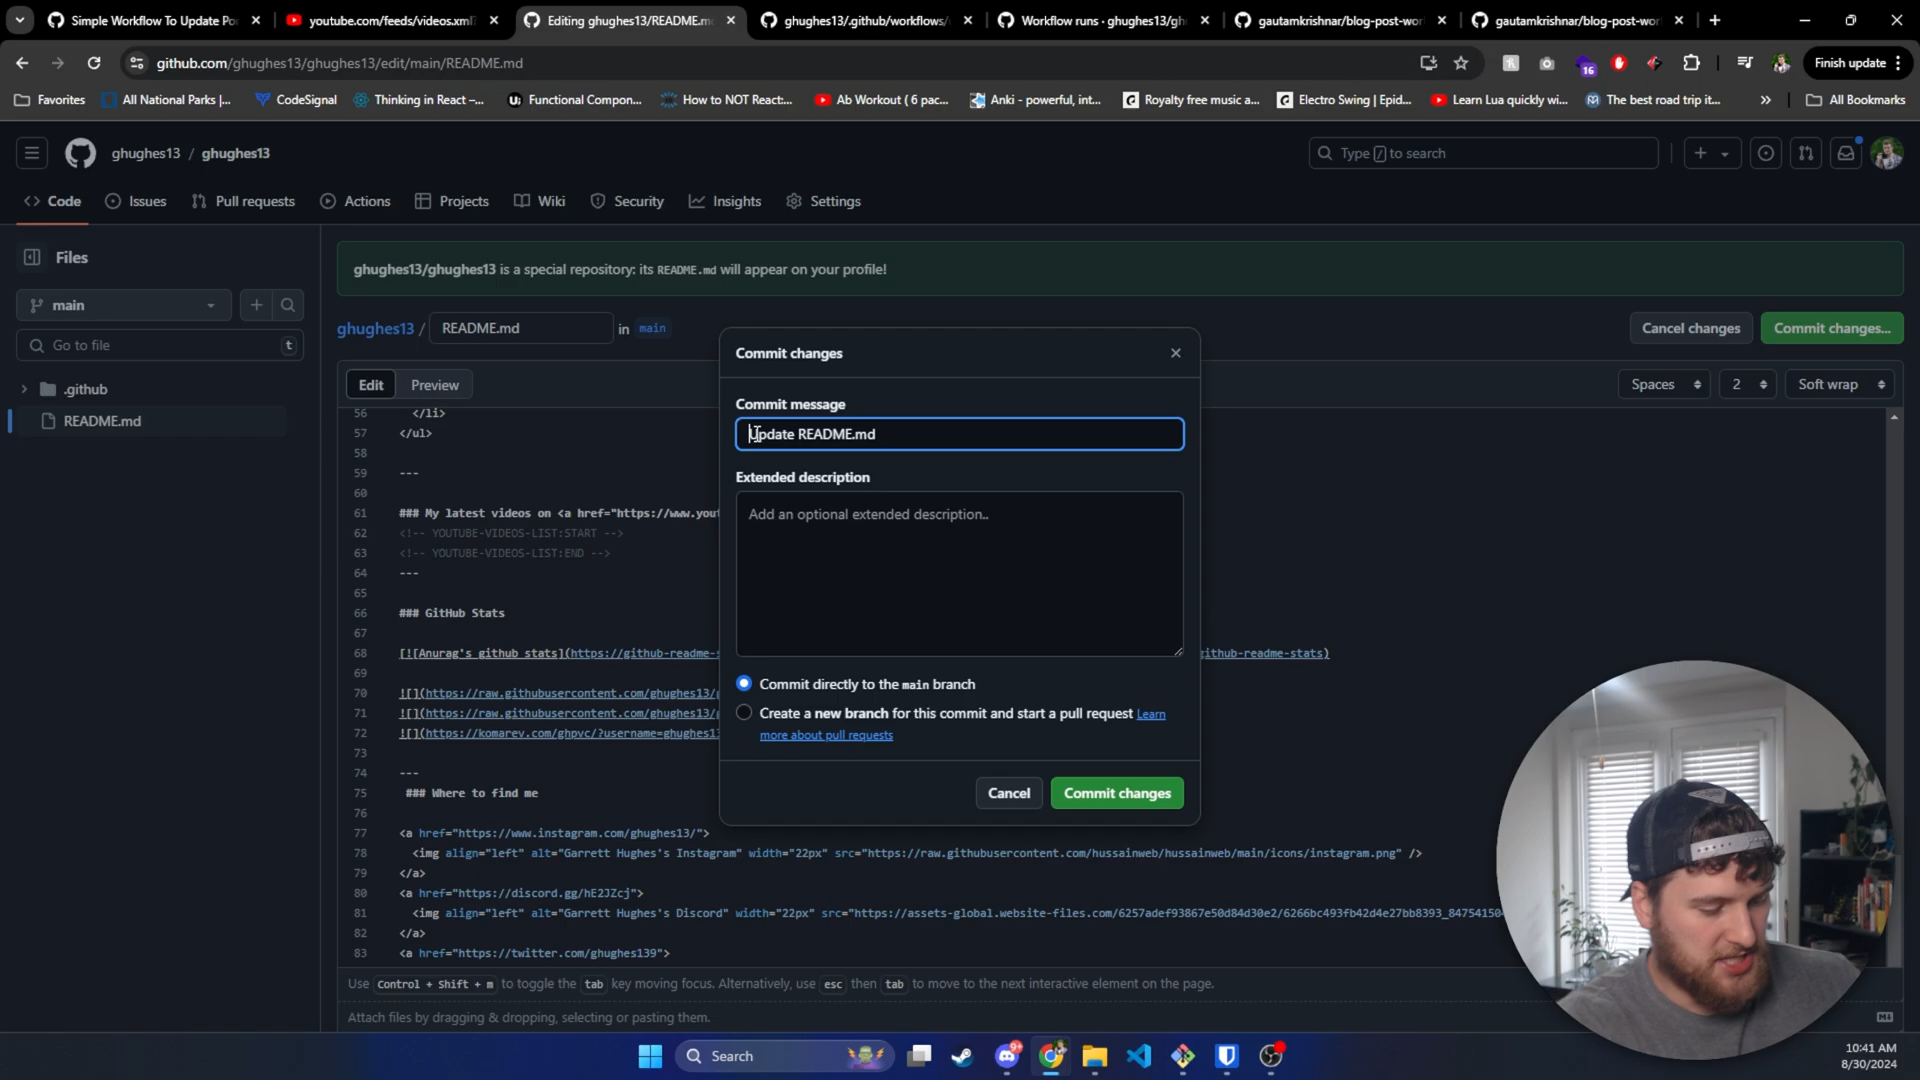 Simple Workflow To Update Po
youtube.com/feeds/videos.xml?
Editing ghughes13/README.m
ghughes13/.github/workflows/
Workflow runs · ghughes13/gh
gautamkrishnar/blog-post-wor
gautamkrishnar/blog-post-wor
github.com/ghughes13/ghughes13/edit/main/README.md
16
Finish update
Favorites
All National Parks |...
CodeSignal
Thinking in React –...
Functional Compon...
How to NOT React:...
Ab Workout ( 6 pac...
Anki - powerful, int...
Royalty free music a...
Electro Swing | Epid...
Learn Lua quickly wi...
The best road trip it...
All Bookmarks
ghughes13 / ghughes13
Type / to search
Code
Issues
Pull requests
Actions
Projects
Wiki
Security
Insights
Settings
Files
main
Go to file
t
.github
README.md
ghughes13/ghughes13 is a special repository: its README.md will appear on your profile!
ghughes13 / README.md in main
Cancel changes
Commit changes...
Edit
Preview
Spaces
2
Soft wrap
56 </li>
57 </ul>
58
59 ---
60
61 ### My latest videos on <a href="https://www.you
62 <!-- YOUTUBE-VIDEOS-LIST:START -->
63 <!-- YOUTUBE-VIDEOS-LIST:END -->
64 ---
65
66 ### GitHub Stats
67
68 [![Anurag's github stats](https://github-readme-s
ithub-readme-stats)
69
70 ![](https://raw.githubusercontent.com/ghughes13/g
71 ![](https://raw.githubusercontent.com/ghughes13/g
72 ![](https://komarev.com/ghpvc/?username=ghughes13
73
74 ---
75 ### Where to find me
76
77 <a href="https://www.instagram.com/ghughes13/">
78 <img align="left" alt="Garrett Hughes's Instagram" width="22px" src="https://raw.githubusercontent.com/hussainweb/hussainweb/main/icons/instagram.png" />
79 </a>
80 <a href="https://discord.gg/hE2JZcj">
81 <img align="left" alt="Garrett Hughes's Discord" width="22px" src="https://assets-global.website-files.com/6257adef93867e50d84d30e2/6266bc493fb42d4e27bb8393_84754150
82 </a>
83 <a href="https://twitter.com/ghughes139">
Commit changes
Commit message
Update README.md
Extended description
Add an optional extended description..
Commit directly to the main branch
Create a new branch for this commit and start a pull request Learn
more about pull requests
Cancel
Commit changes
Use Control + Shift + m to toggle the tab key moving focus. Alternatively, use esc then tab to move to the next interactive element on the page.
Attach files by dragging & dropping, selecting or pasting them.
Search
10:41 AM
8/30/2024